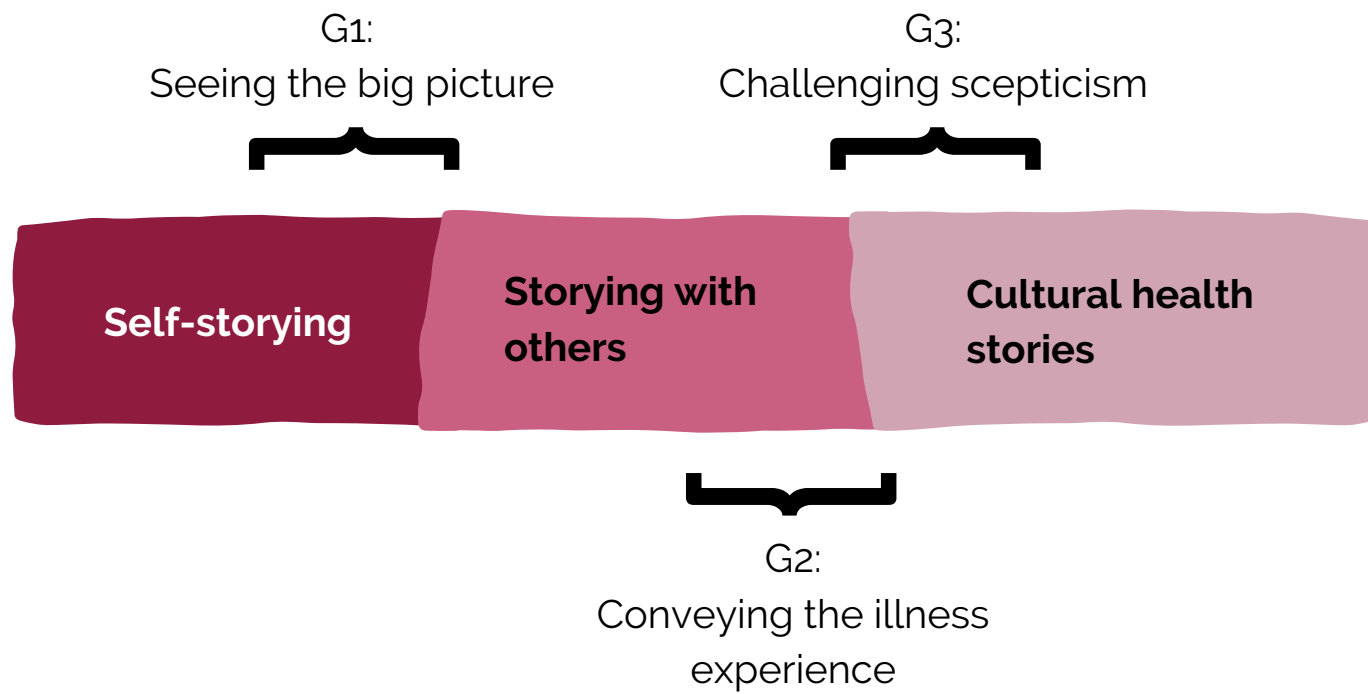 G1:
Seeing the big picture
G3:
Challenging scepticism
Self-storying
Storying with
others
Cultural health
stories
G2:
Conveying the illness
experience